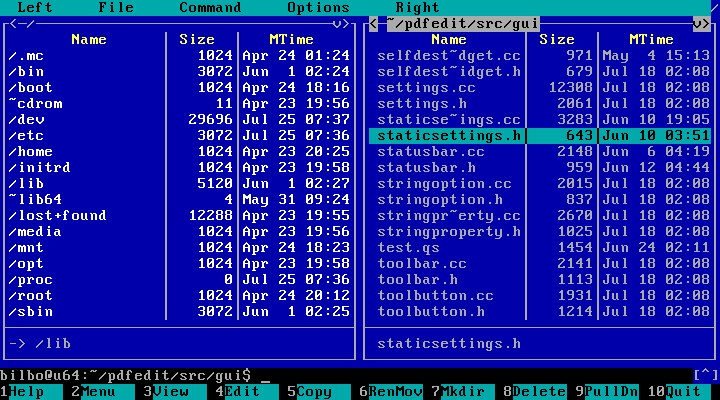 Left File Command Options Right
<-/ v> < ~/pdfedit/src/gui v>
Name Size MTime Name Size MTime
/.mc 1024 Apr 24 01:24 selfdest~dget.cc 971 May 4 15:13
/bin 3072 Jun 1 02:24 selfdest~idget.h 679 Jul 18 02:08
/boot 1024 Apr 24 18:16 settings.cc 12308 Jul 18 02:08
~cdrom 11 Apr 23 19:56 settings.h 2061 Jul 18 02:08
/dev 29696 Jul 25 07:37 staticse~ings.cc 3283 Jun 10 19:05
/etc 3072 Jul 25 07:36 staticsettings.h 643 Jun 10 03:51
/home 1024 Apr 23 20:25 statusbar.cc 2148 Jun 6 04:19
/initrd 1024 Apr 23 19:58 statusbar.h 959 Jun 12 04:44
/lib 5120 Jun 1 02:27 stringoption.cc 2015 Jul 18 02:08
~lib64 4 May 31 09:24 stringoption.h 837 Jul 18 02:08
/lost+found 12288 Apr 23 19:55 stringpr~erty.cc 2670 Jul 18 02:08
/media 1024 Apr 23 19:56 stringproperty.h 1025 Jul 18 02:08
/mnt 1024 Apr 24 18:23 test.qs 1454 Jun 24 02:11
/opt 1024 Apr 23 19:58 toolbar.cc 2141 Jul 18 02:08
/proc 0 Jul 25 07:36 toolbar.h 1113 Jul 18 02:08
/root 1024 Apr 24 20:12 toolbutton.cc 1931 Jul 18 02:08
/sbin 3072 Jun 1 02:25 toolbutton.h 1214 Jul 18 02:08
-> /lib staticsettings.h
bilbo@u64:~/pdfedit/src/gui$ _ [^]
1Help 2Menu 3View 4Edit 5Copy 6RenMov 7Mkdir 8Delete 9PullDn 10Quit